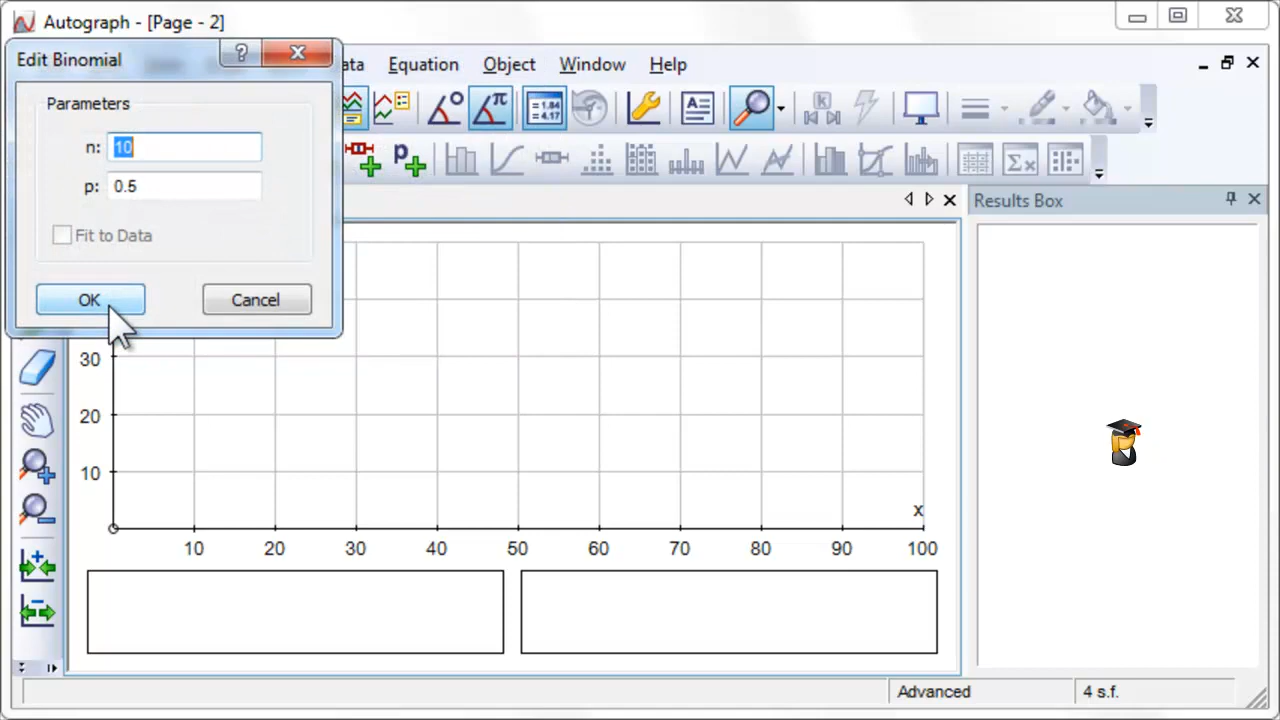 Autograph - [Page - 2]
Edit Binomial
Equation Object Window Help
Parameters
n: 10
p: 0.5
Fit to Data
OK Cancel
Results Box
30
20
10
x
10 20 30 40 50 60 70 80 90 100
Advanced 4 s.f.